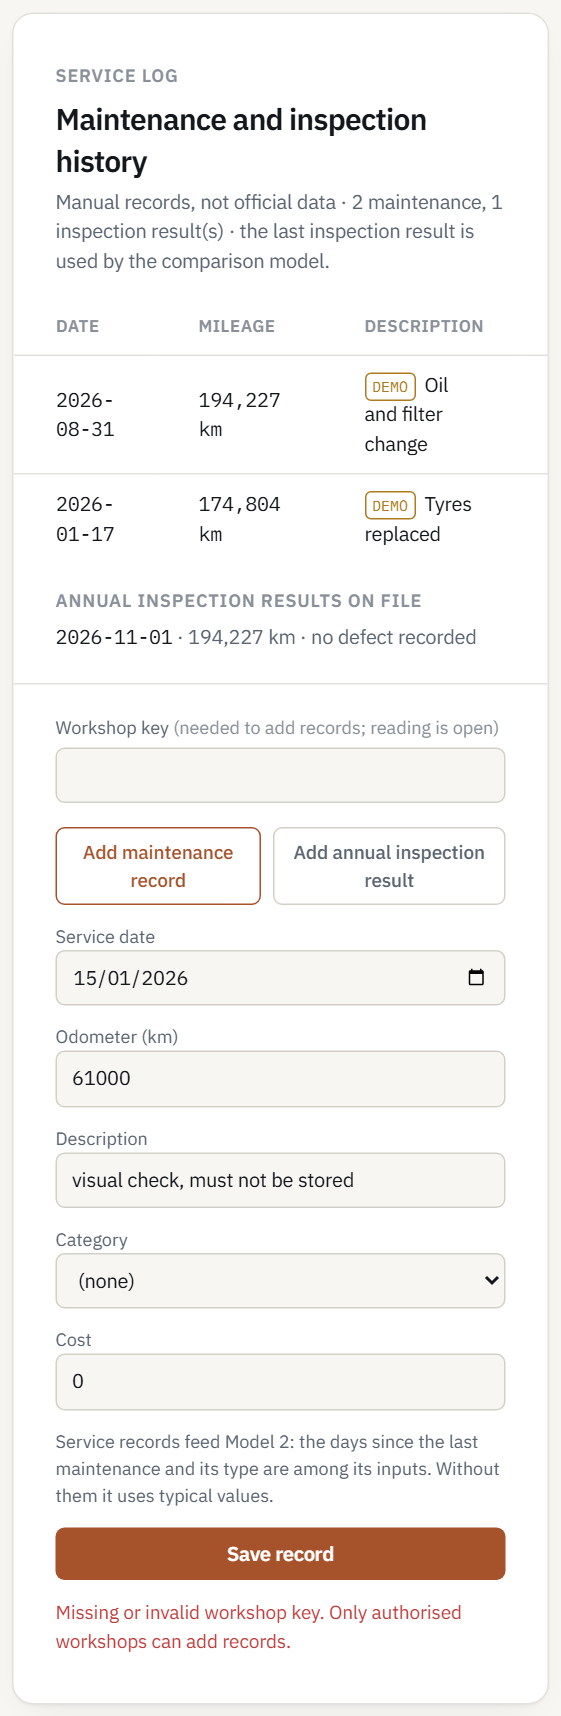 SERVICE LOG
Maintenance and inspection
history
Manual records, not official data · 2 maintenance, 1
inspection result(s) · the last inspection result is
used by the comparison model.
DATE MILEAGE DESCRIPTION
2026-
08-31
194,227
km
DEMO Oil
and filter
change
2026-
01-17
174,804
km
DEMO Tyres
replaced
ANNUAL INSPECTION RESULTS ON FILE
2026-11-01 · 194,227 km · no defect recorded
Workshop key (needed to add records; reading is open)
Add maintenance
record
Add annual inspection
result
Service date
15/01/2026
Odometer (km)
61000
Description
visual check, must not be stored
Category
(none)
Cost
0
Service records feed Model 2: the days since the last
maintenance and its type are among its inputs. Without
them it uses typical values.
Save record
Missing or invalid workshop key. Only authorised
workshops can add records.